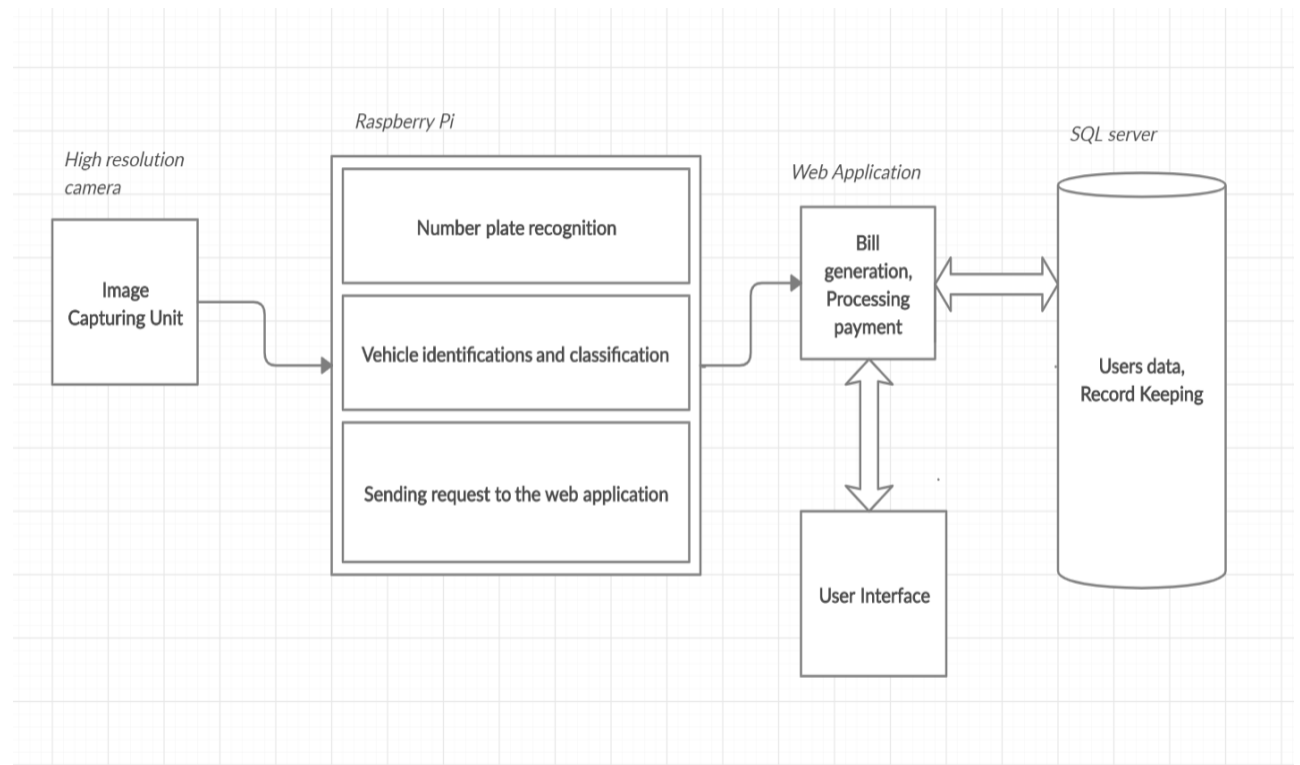 High resolution
camera
Image
Capturing Unit
Raspberry Pi
Number plate recognition
Vehicle identifications and classification
Sending request to the web application
Web Application
Bill
generation,
Processing
payment
User Interface
SQL server
Users data,
Record Keeping